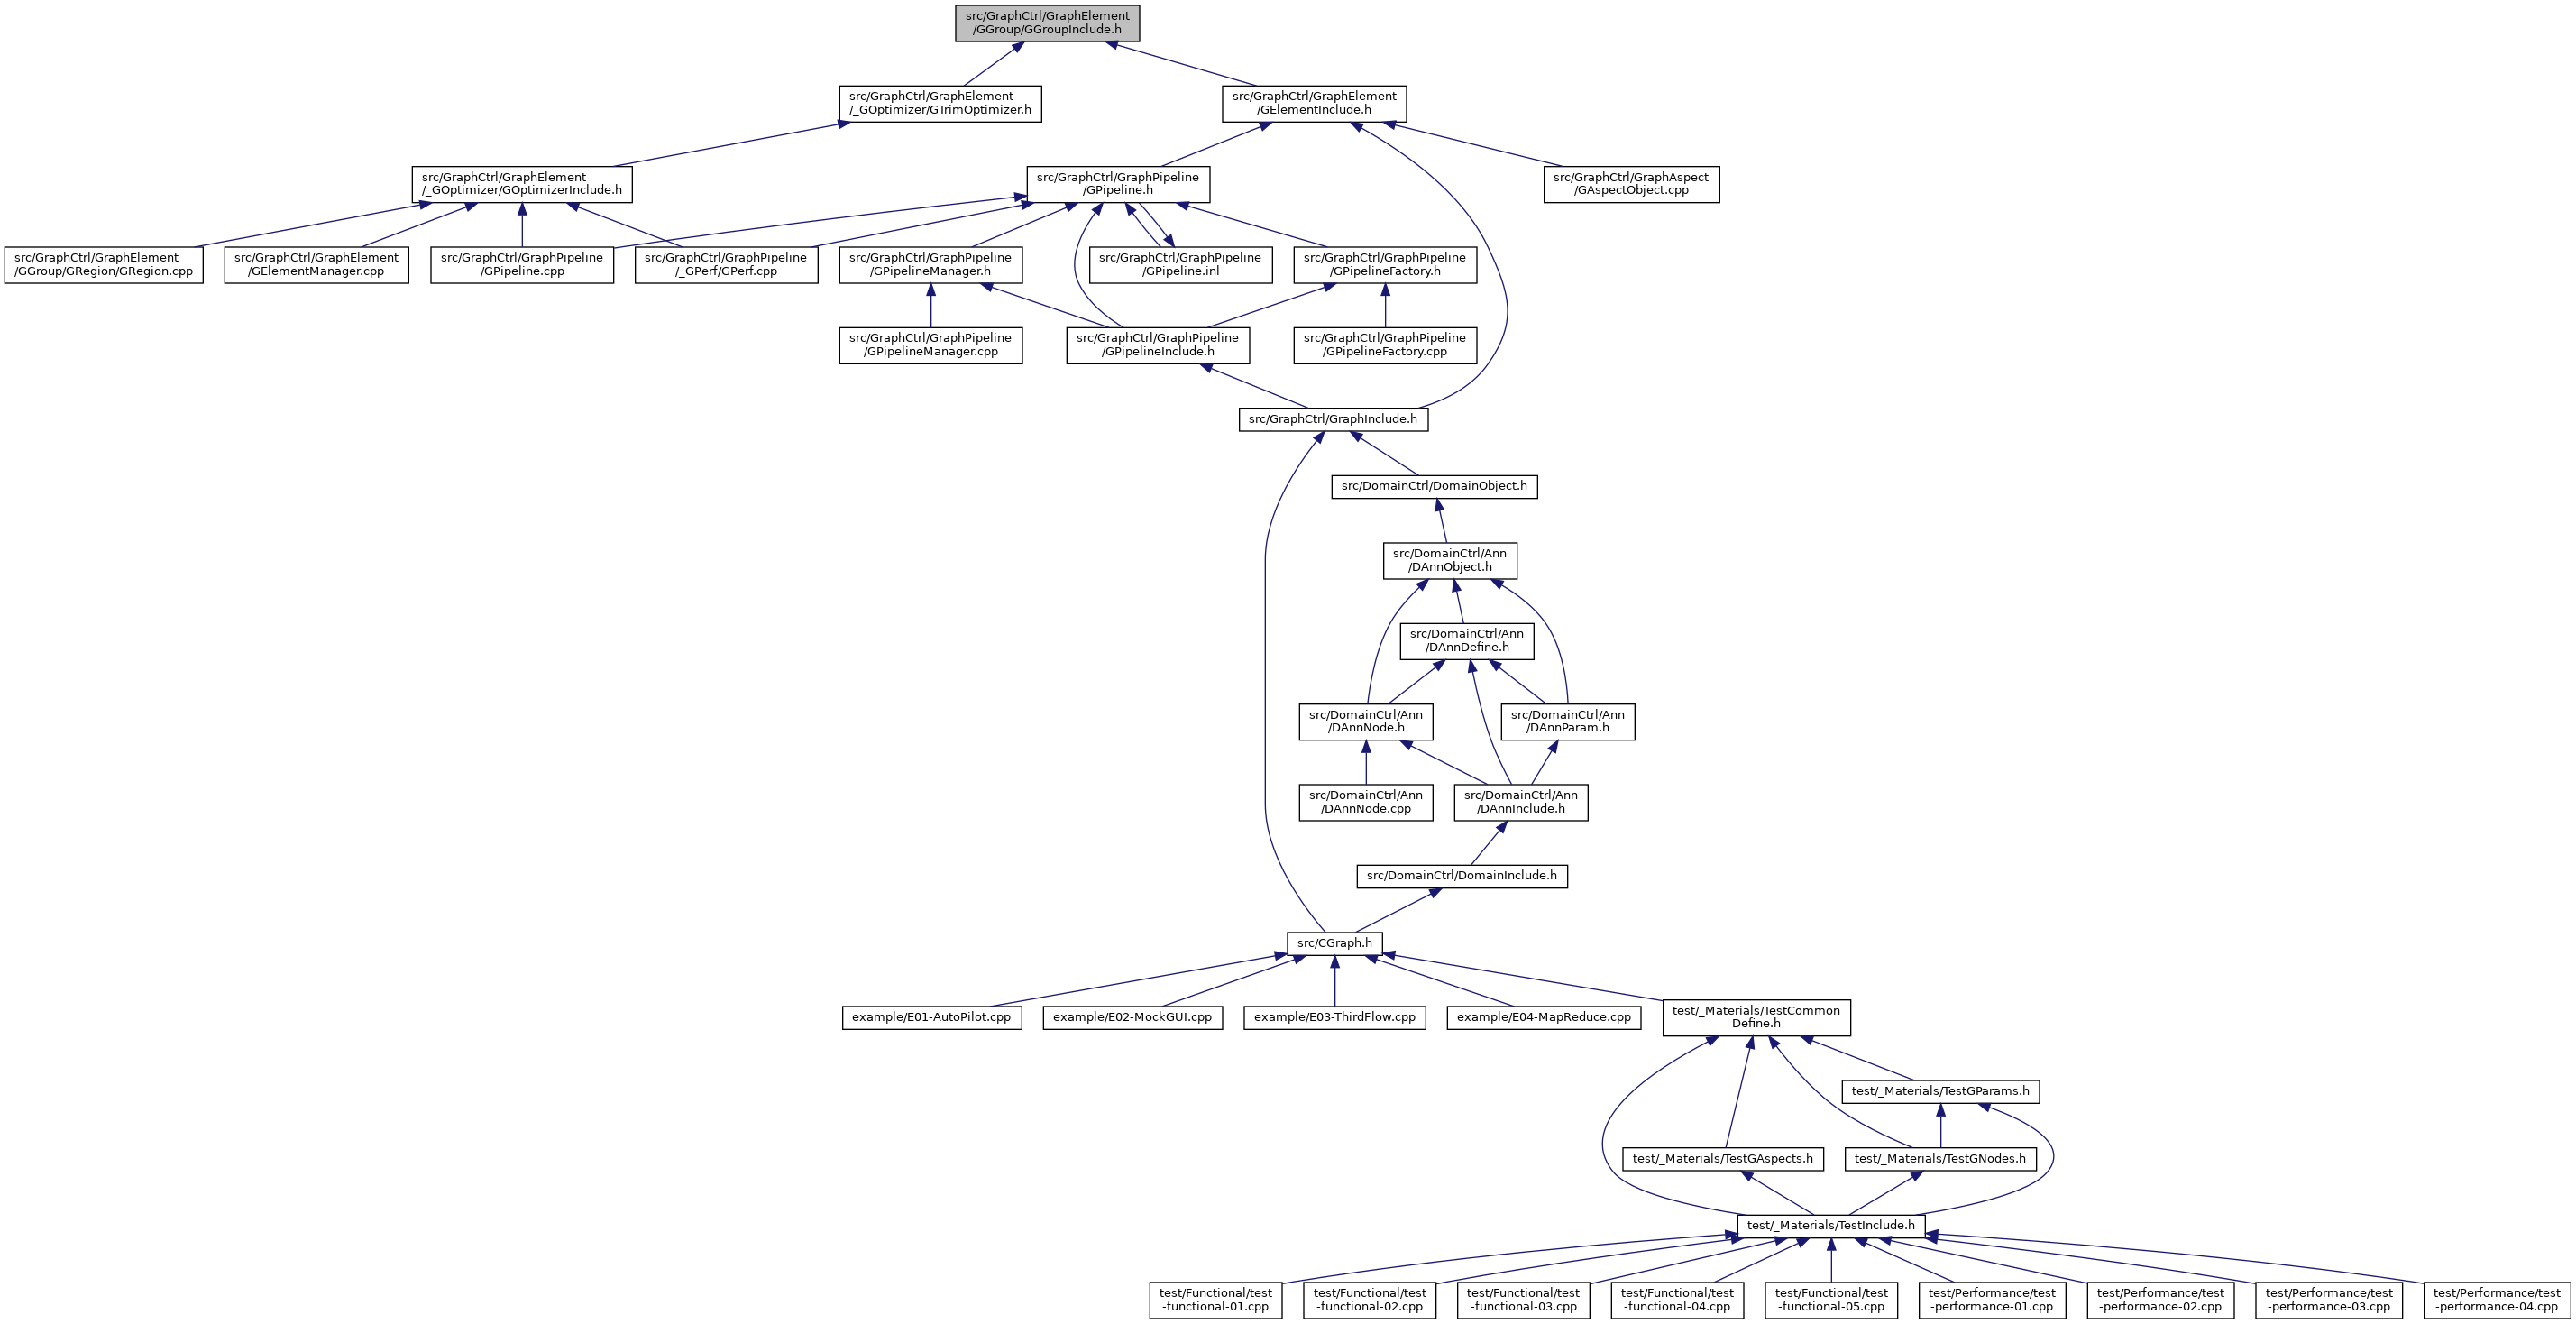 src/GraphCtrl/GraphElement
/GGroup/GGroupInclude.h
src/GraphCtrl/GraphElement
/_GOptimizer/GTrimOptimizer.h
src/GraphCtrl/GraphElement
/GElementInclude.h
src/GraphCtrl/GraphElement
/_GOptimizer/GOptimizerInclude.h
src/GraphCtrl/GraphPipeline
/GPipeline.h
src/GraphCtrl/GraphAspect
/GAspectObject.cpp
src/GraphCtrl/GraphElement
/GGroup/GRegion/GRegion.cpp
src/GraphCtrl/GraphElement
/GElementManager.cpp
src/GraphCtrl/GraphPipeline
/GPipeline.cpp
src/GraphCtrl/GraphPipeline
/_GPerf/GPerf.cpp
src/GraphCtrl/GraphPipeline
/GPipelineManager.h
src/GraphCtrl/GraphPipeline
/GPipeline.inl
src/GraphCtrl/GraphPipeline
/GPipelineFactory.h
src/GraphCtrl/GraphPipeline
/GPipelineManager.cpp
src/GraphCtrl/GraphPipeline
/GPipelineInclude.h
src/GraphCtrl/GraphPipeline
/GPipelineFactory.cpp
src/GraphCtrl/GraphInclude.h
src/DomainCtrl/DomainObject.h
src/DomainCtrl/Ann
/DAnnObject.h
src/DomainCtrl/Ann
/DAnnDefine.h
src/DomainCtrl/Ann
/DAnnNode.h
src/DomainCtrl/Ann
/DAnnParam.h
src/DomainCtrl/Ann
/DAnnNode.cpp
src/DomainCtrl/Ann
/DAnnInclude.h
src/DomainCtrl/DomainInclude.h
src/CGraph.h
example/E01-AutoPilot.cpp
example/E02-MockGUI.cpp
example/E03-ThirdFlow.cpp
example/E04-MapReduce.cpp
test/_Materials/TestCommon
Define.h
test/_Materials/TestGParams.h
test/_Materials/TestGAspects.h
test/_Materials/TestGNodes.h
test/_Materials/TestInclude.h
test/Functional/test
-functional-01.cpp
test/Functional/test
-functional-02.cpp
test/Functional/test
-functional-03.cpp
test/Functional/test
-functional-04.cpp
test/Functional/test
-functional-05.cpp
test/Performance/test
-performance-01.cpp
test/Performance/test
-performance-02.cpp
test/Performance/test
-performance-03.cpp
test/Performance/test
-performance-04.cpp